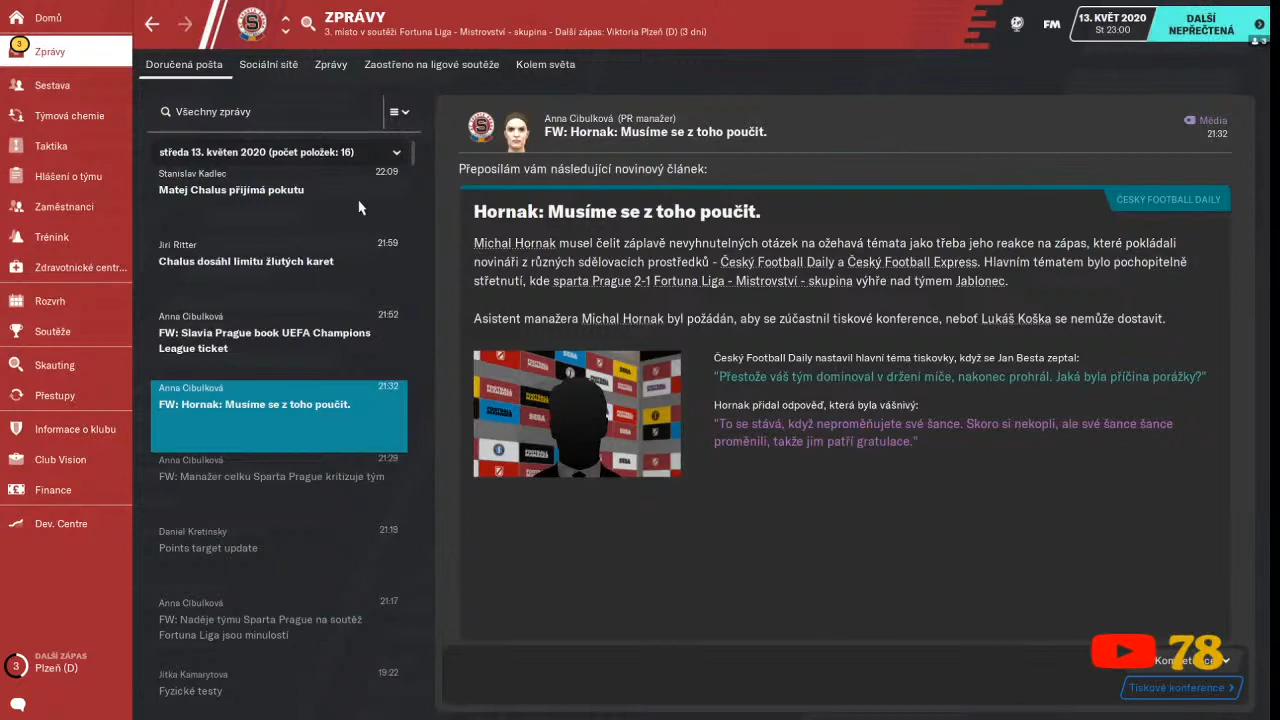 Domů
3
Zprávy
Sestava
Týmová chemie
Taktika
Hlášení o týmu
Zaměstnanci
Trénink
Zdravotnické centr...
Rozvrh
Soutěže
Skauting
Přestupy
Informace o klubu
Club Vision
Finance
Dev. Centre
3
DALŠÍ ZÁPAS
Plzeň (D)
ZPRÁVY
3. místo v soutěži Fortuna Liga - Mistrovství - skupina - Další zápas: Viktoria Plzeň (D) (3 dni)
FM
13. KVĚT 2020
St 23:00
DALŠÍ
NEPŘEČTENÁ
3
Doručená pošta
Sociální sítě
Zprávy
Zaostřeno na ligové soutěže
Kolem světa
Všechny zprávy
středa 13. květen 2020 (počet položek: 16)
Stanislav Kadlec 22:09
Matej Chalus přijímá pokutu
Jiri Ritter 21:59
Chalus dosáhl limitu žlutých karet
Anna Cibulková 21:52
FW: Slavia Prague book UEFA Champions
League ticket
Anna Cibulková 21:32
FW: Hornak: Musíme se z toho poučit.
Anna Cibulková 21:29
FW: Manažer celku Sparta Prague kritizuje tým
Daniel Kretinsky 21:19
Points target update
Anna Cibulková 21:17
FW: Naděje týmu Sparta Prague na soutěž
Fortuna Liga jsou minulostí
Jitka Kamarytova 19:22
Fyzické testy
Anna Cibulková (PR manažer)
FW: Hornak: Musíme se z toho poučit.
Média
21:32
Přeposílám vám následující novinový článek:
ČESKÝ FOOTBALL DAILY
Hornak: Musíme se z toho poučit.
Michal Hornak musel čelit záplavě nevyhnutelných otázek na ožehavá témata jako třeba jeho reakce na zápas, které pokládali
novináři z různých sdělovacích prostředků - Český Football Daily a Český Football Express. Hlavním tématem bylo pochopitelně
střetnutí, kde sparta Prague 2-1 Fortuna Liga - Mistrovství - skupina výhře nad týmem Jablonec.
Asistent manažera Michal Hornak byl požádán, aby se zúčastnil tiskové konference, neboť Lukáš Koška se nemůže dostavit.
Český Football Daily nastavil hlavní téma tiskovky, když se Jan Besta zeptal:
"Přestože váš tým dominoval v držení míče, nakonec prohrál. Jaká byla příčina porážky?"
Hornak přidal odpověď, která byla vášnivý:
"To se stává, když neproměňujete své šance. Skoro si nekopli, ale své šance šance
proměnili, takže jim patří gratulace."
78
Tiskové konference